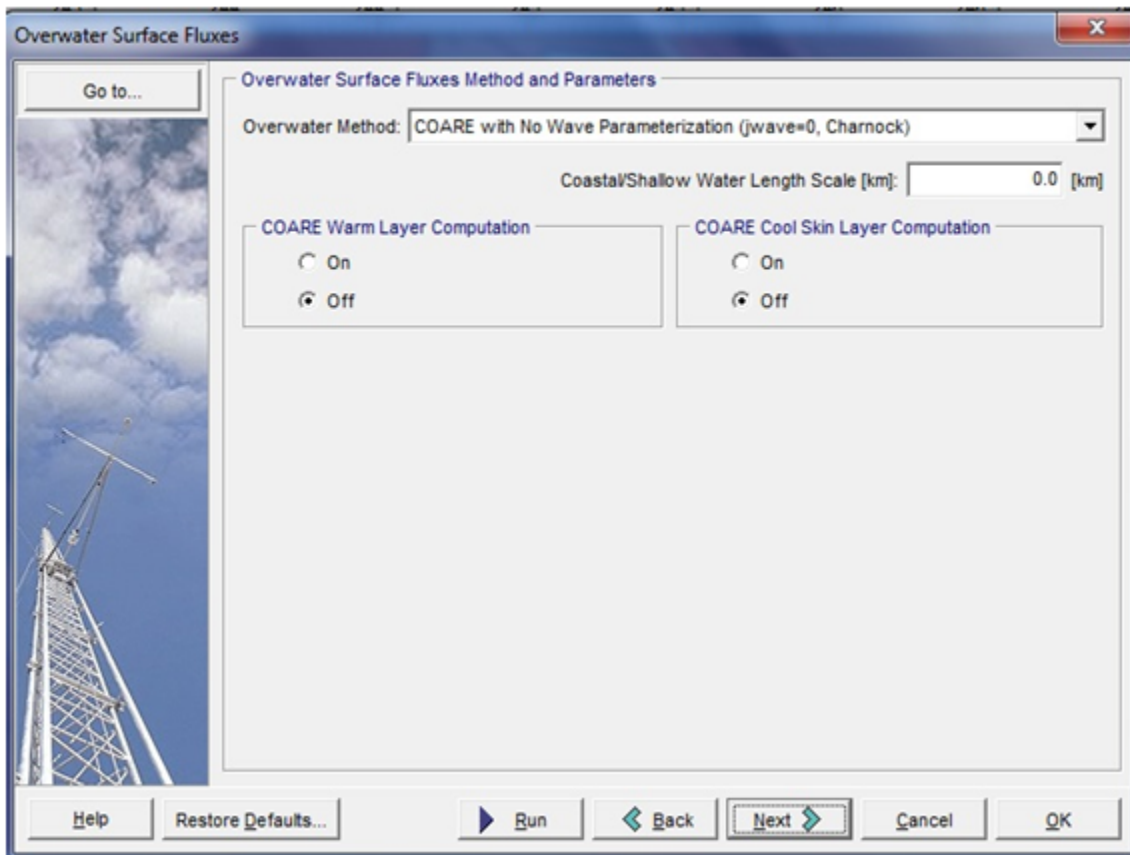 Overwater Surface Fluxes
Go to...
Overwater Surface Fluxes Method and Parameters
Overwater Method: COARE with No Wave Parameterization (jwave=0, Charnock)
Coastal/Shallow Water Length Scale [km]: 0.0 [km]
COARE Warm Layer Computation COARE Cool Skin Layer Computation
On On
Off Off
Help Restore Defaults... Run Back Next Cancel OK